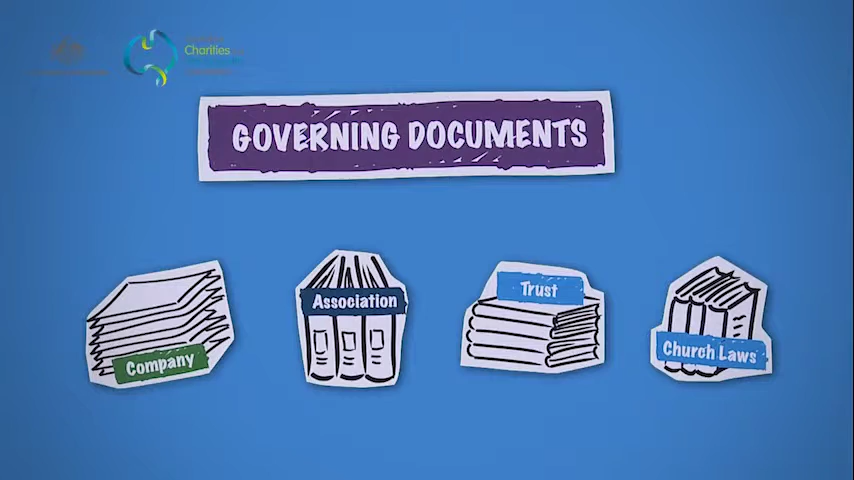 Charities
GOVERNING DOCUMENTS
Company
Association
Trust
Church Laws